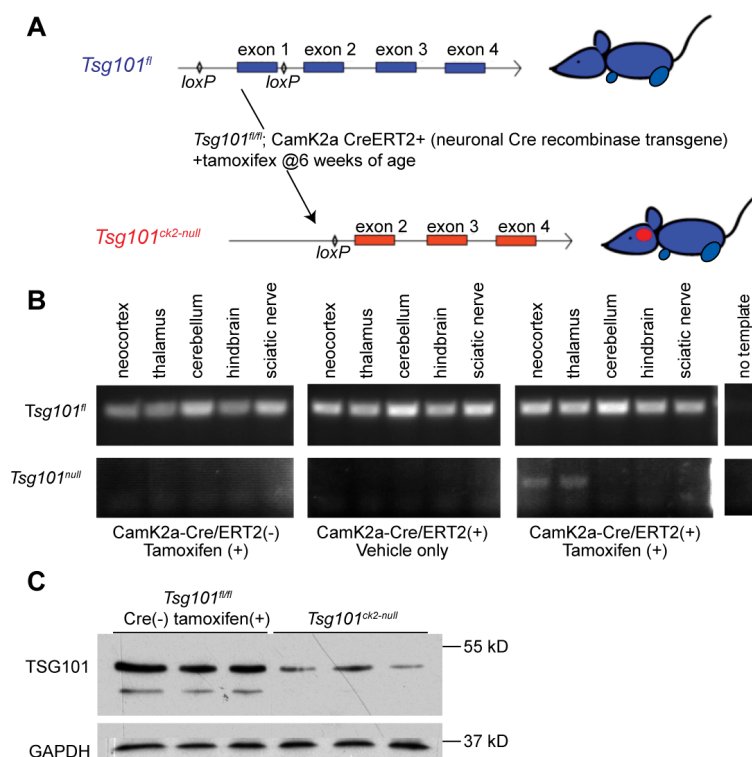 A
Tsg101fl
exon 1 exon 2 exon 3 exon 4
loxP loxP
Tsg101fl/fl; CamK2a CreERT2+ (neuronal Cre recombinase transgene)
+tamoxifex @6 weeks of age
Tsg101ck2-null
exon 2 exon 3 exon 4
loxP
B
neocortex thalamus cerebellum hindbrain sciatic nerve
neocortex thalamus cerebellum hindbrain sciatic nerve
neocortex thalamus cerebellum hindbrain sciatic nerve
no template
Tsg101fl
Tsg101null
CamK2a-Cre/ERT2(-)
Tamoxifen (+)
CamK2a-Cre/ERT2(+)
Vehicle only
CamK2a-Cre/ERT2(+)
Tamoxifen (+)
C
Tsg101fl/fl
Cre(-) tamoxifen(+)
Tsg101ck2-null
TSG101
55 kD
GAPDH
37 kD